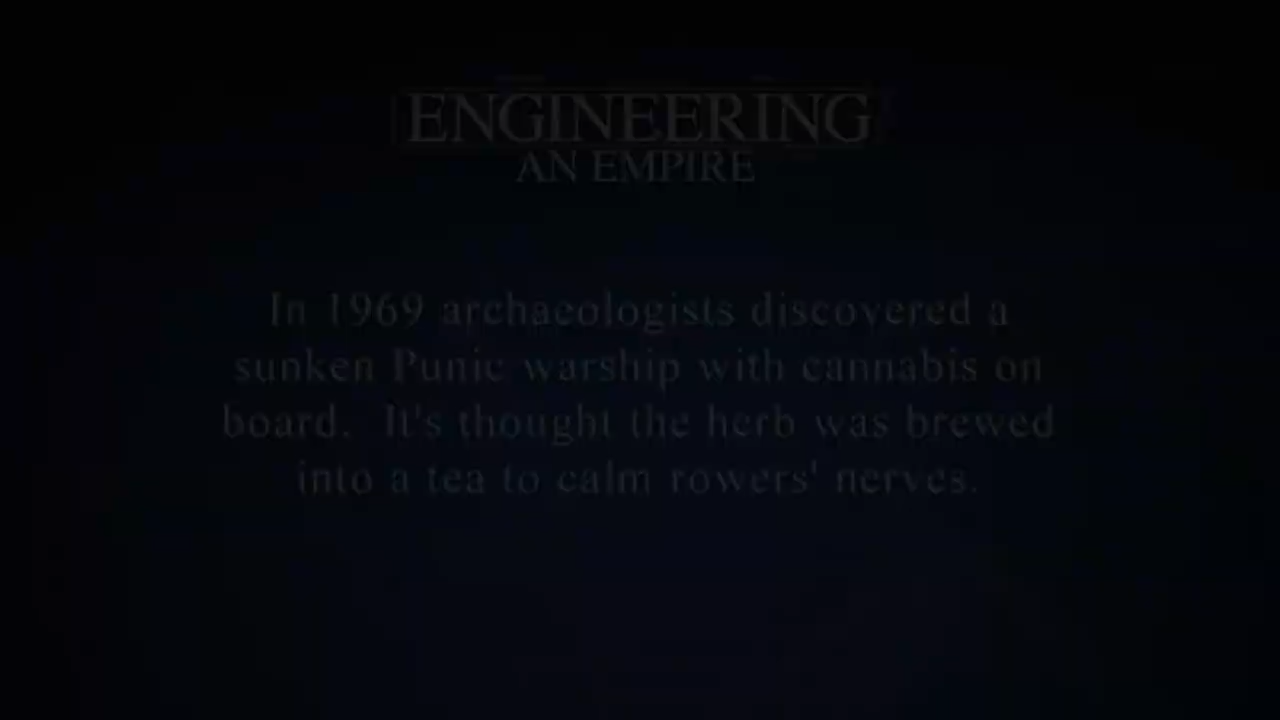 ENGINEERING
AN EMPIRE
In 1969 archaeologists discovered a
sunken Punic warship with cannabis on
board. It's thought the herb was brewed
into a tea to calm rowers' nerves.